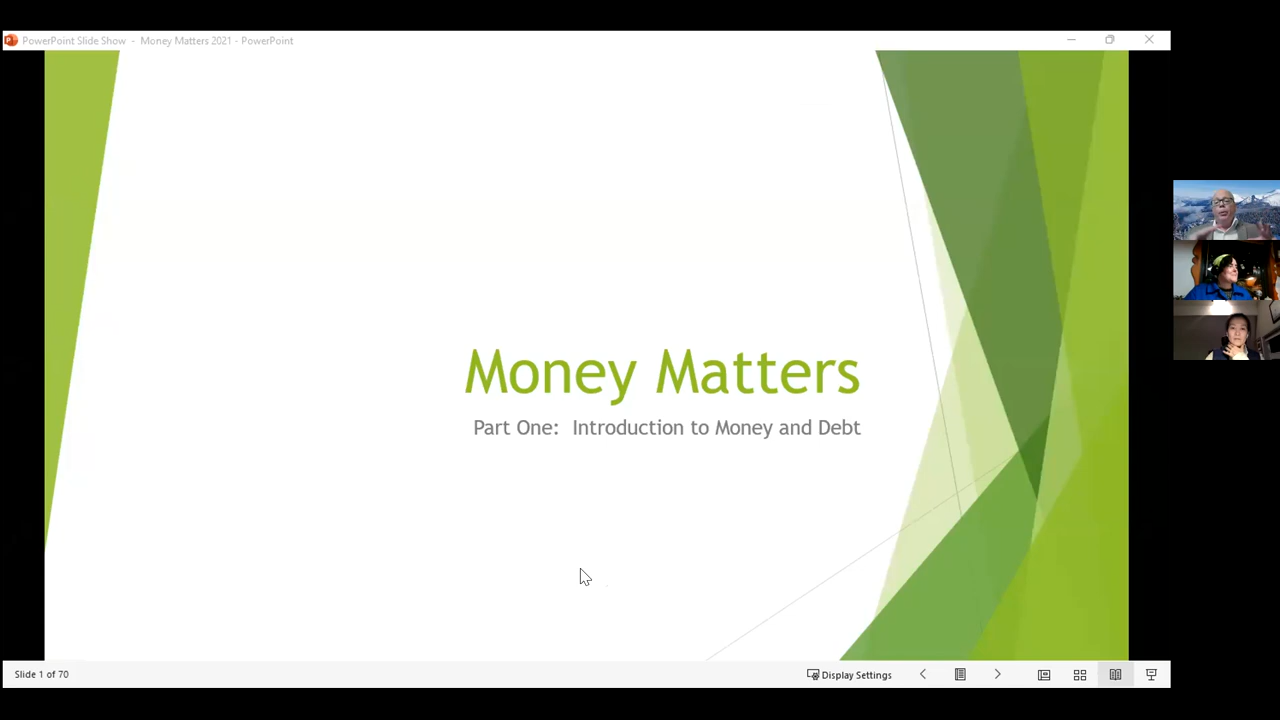 PowerPoint Slide Show - Money Matters 2021 - PowerPoint
Money Matters
Part One: Introduction to Money and Debt
Slide 1 of 70
Display Settings